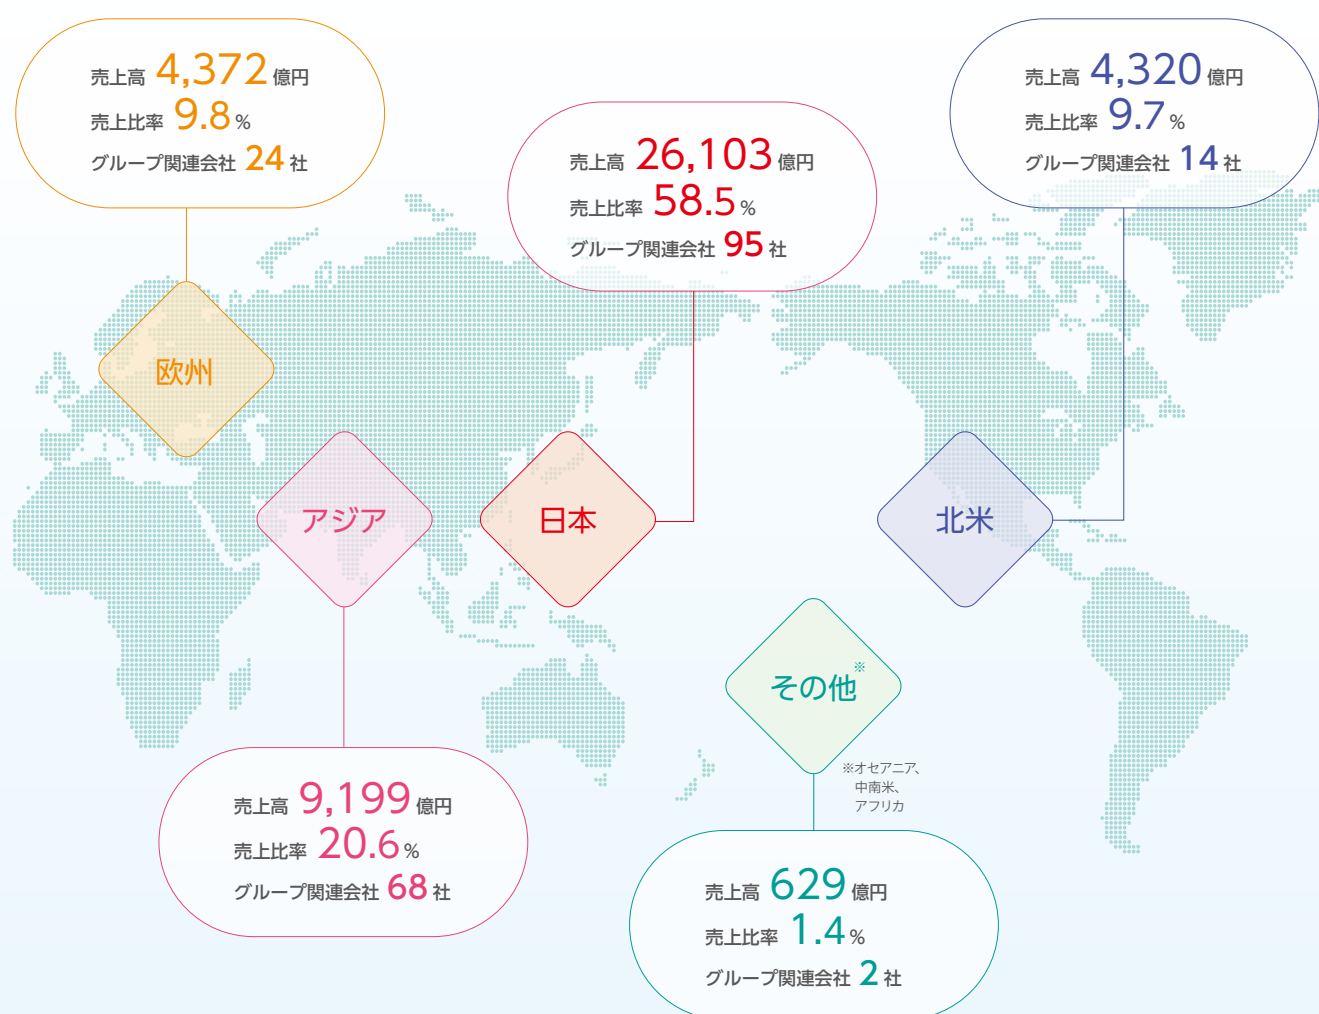 売上高 4,372 億円
売上比率 9.8 %
グループ関連会社 24 社
欧州
売上高 26,103 億円
売上比率 58.5 %
グループ関連会社 95 社
日本
売上高 4,320 億円
売上比率 9.7 %
グループ関連会社 14 社
北米
アジア
売上高 9,199 億円
売上比率 20.6 %
グループ関連会社 68 社
その他※
※オセアニア、
中南米、
アフリカ
売上高 629 億円
売上比率 1.4 %
グループ関連会社 2 社